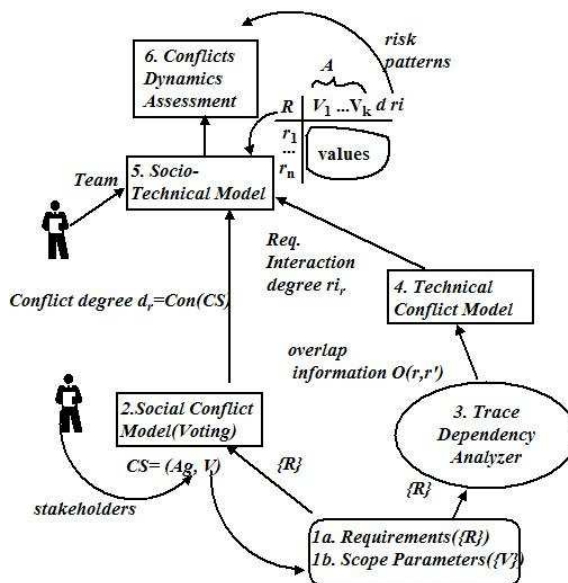 6. Conflicts
Dynamics
Assessment
risk
patterns
A
R V1 ...Vk d ri
r1
...
rn
values
5. Socio-
Technical Model
Team
Req.
Interaction
degree rir
Conflict degree dr=Con(CS)
4. Technical
Conflict Model
overlap
information O(r,r')
2.Social Conflict
Model(Voting)
3. Trace
Dependency
Analyzer
CS= (Ag, V)
{R}
{R}
stakeholders
1a. Requirements({R})
1b. Scope Parameters({V})